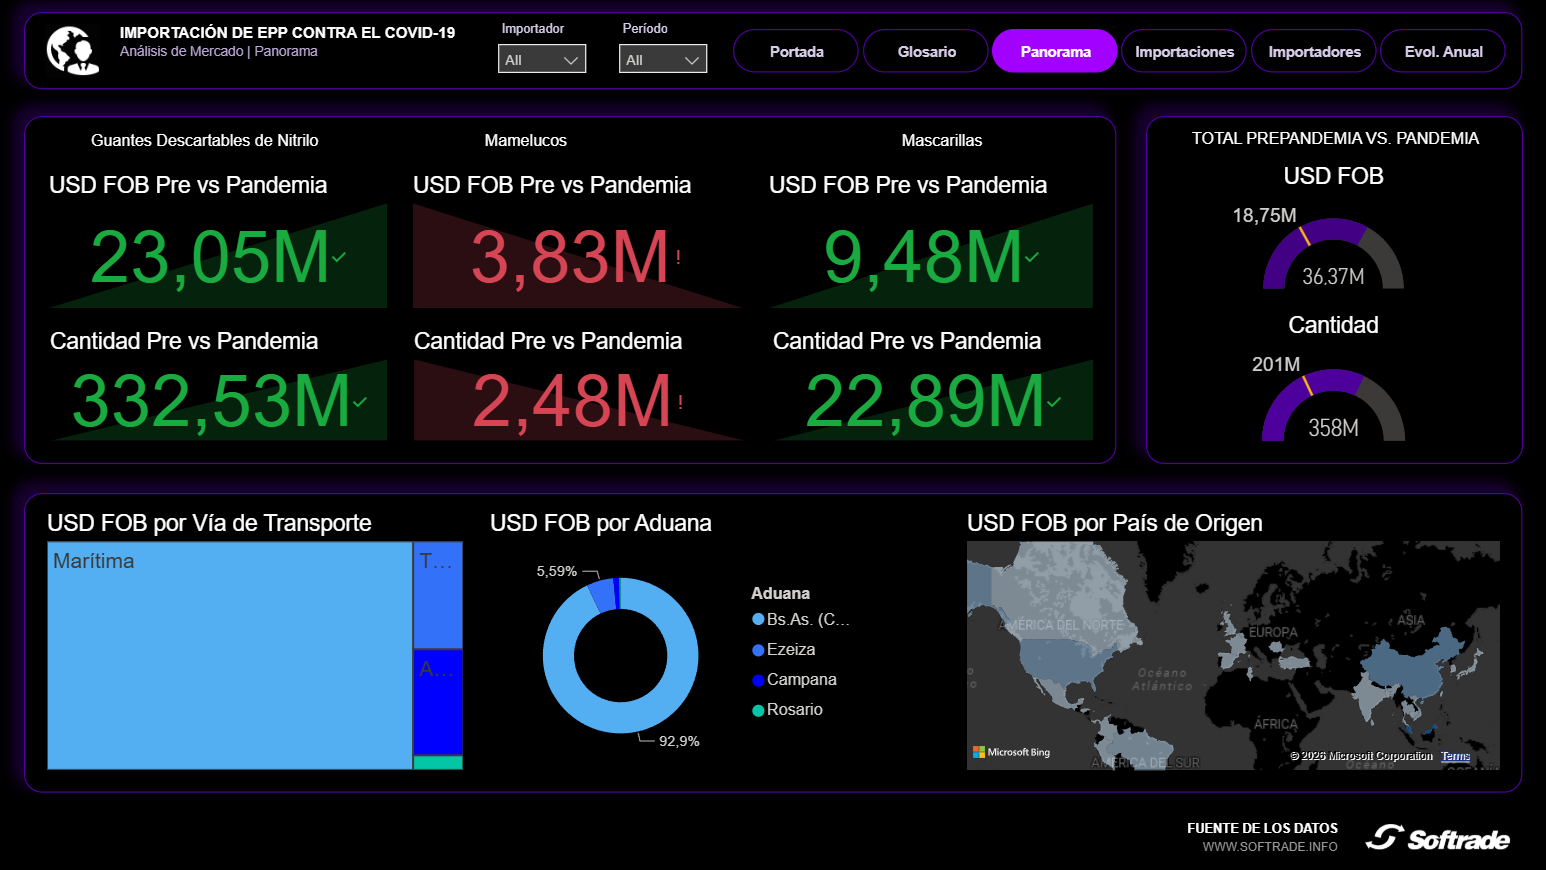 IMPORTACIÓN DE EPP CONTRA EL COVID-19
Análisis de Mercado | Panorama
Importador
All
Período
All
Portada
Glosario
Panorama
Importaciones
Importadores
Evol. Anual
Guantes Descartables de Nitrilo
Mamelucos
Mascarillas
USD FOB Pre vs Pandemia
USD FOB Pre vs Pandemia
USD FOB Pre vs Pandemia
23,05M
3,83M!
9,48M
Cantidad Pre vs Pandemia
Cantidad Pre vs Pandemia
Cantidad Pre vs Pandemia
332,53M
2,48M!
22,89M
TOTAL PREPANDEMIA VS. PANDEMIA
USD FOB
18,75M
36,37M
Cantidad
201M
358M
USD FOB por Vía de Transporte
Marítima
T...
A...
USD FOB por Aduana
5,59%
92,9%
Aduana
Bs.As. (C...
Ezeiza
Campana
Rosario
USD FOB por País de Origen
AMÉRICA DEL NORTE
EUROPA
ASIA
Océano
Atlántico
ÁFRICA
AMÉRICA DEL SUR
Microsoft Bing
© 2026 Microsoft Corporation
Terms
Océano
FUENTE DE LOS DATOS
WWW.SOFTRADE.INFO
Softrade